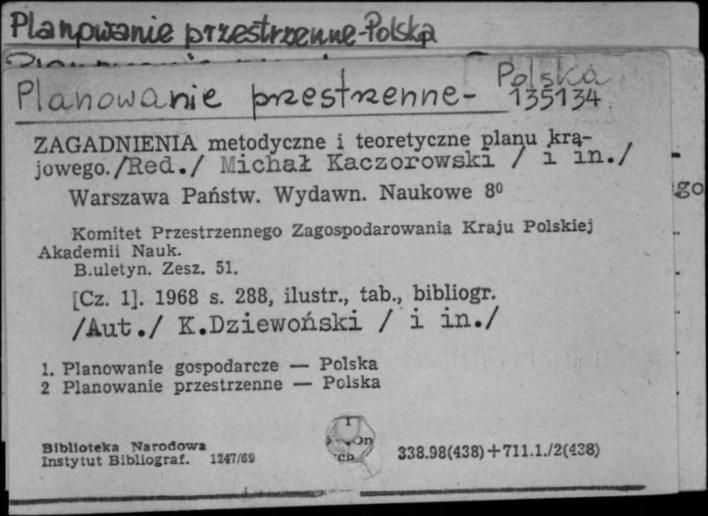 Planowanie przestrzenne-Polska
Planowanie przestrzenne- Polska
135134
ZAGADNIENIA metodyczne i teoretyczne planu kra-
jowego./Red./ Michał Kaczorowski / i in./
Warszawa Państw. Wydawn. Naukowe 8⁰
Komitet Przestrzennego Zagospodarowania Kraju Polskiej
Akademii Nauk.
B.uletyn. Zesz. 51.
[Cz. 1]. 1968 s. 288, ilustr., tab., bibliogr.
/Aut./ K.Dziewoński / i in./
1. Planowanie gospodarcze — Polska
2 Planowanie przestrzenne — Polska
Biblioteka Narodowa
Instytut Bibliograf. 1247/69
338.98(438)+711.1./2(438)
go